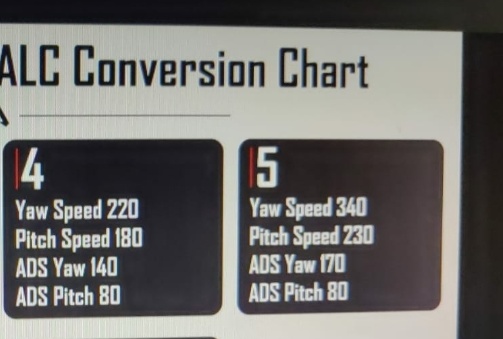 ALC Conversion Chart
4
Yaw Speed 220
Pitch Speed 180
ADS Yaw 140
ADS Pitch 80
5
Yaw Speed 340
Pitch Speed 230
ADS Yaw 170
ADS Pitch 80